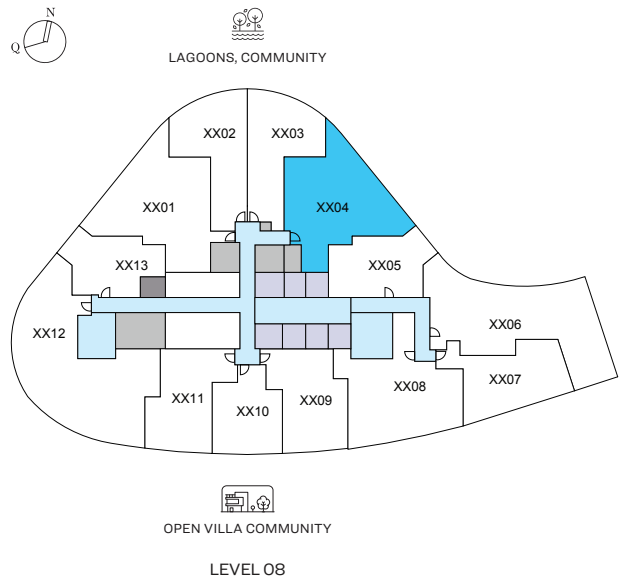 N
Q
LAGOONS, COMMUNITY
XX02
XX03
XX01
XX04
XX13
XX05
XX12
XX06
XX11
XX10
XX09
XX08
XX07
OPEN VILLA COMMUNITY
LEVEL 08